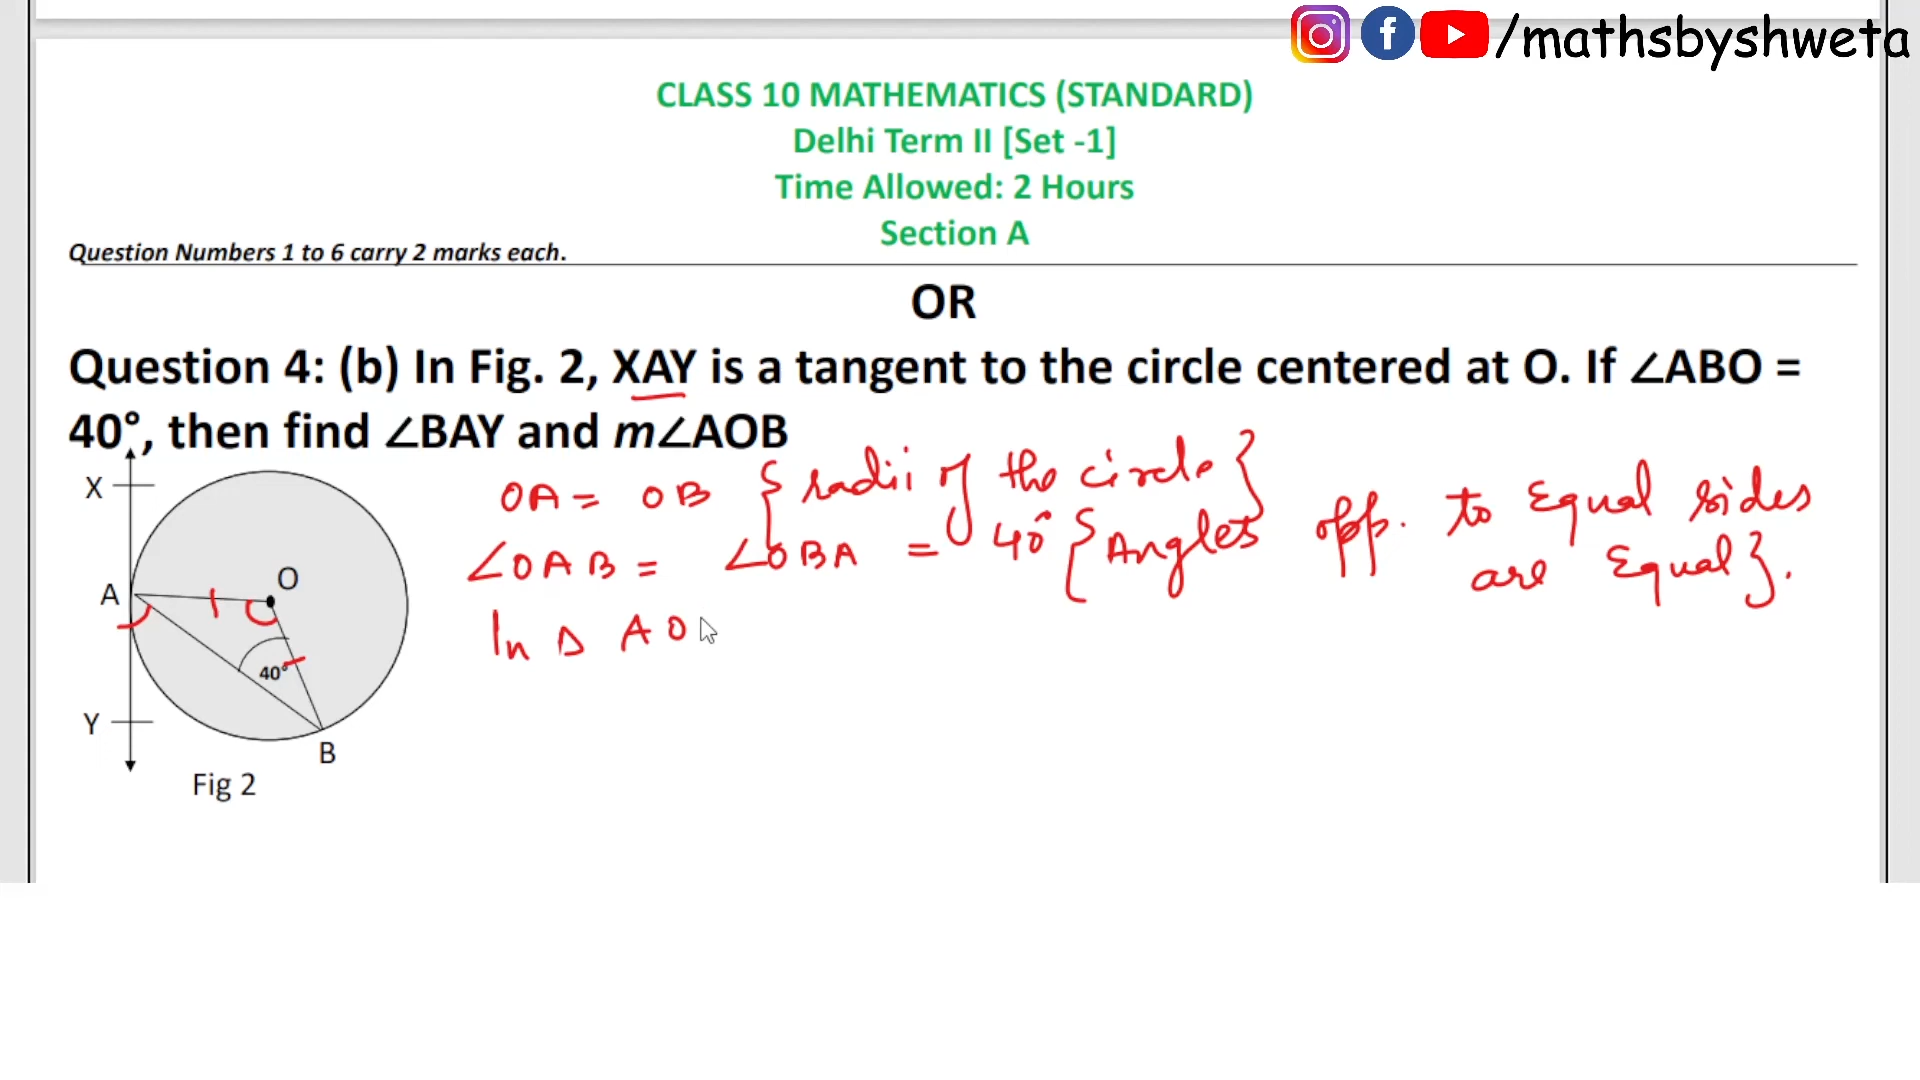 /mathsbyshweta
CLASS 10 MATHEMATICS (STANDARD)
Delhi Term II [Set -1]
Time Allowed: 2 Hours
Section A
Question Numbers 1 to 6 carry 2 marks each.
OR
Question 4: (b) In Fig. 2, XAY is a tangent to the circle centered at O. If ∠ABO =
40°, then find ∠BAY and m∠AOB
OA = OB {radii of the circle}
∠OAB = ∠OBA = 40° {Angles opp. to Equal sides
are Equal}.
In Δ AO
X
O
A
40°
Y
B
Fig 2